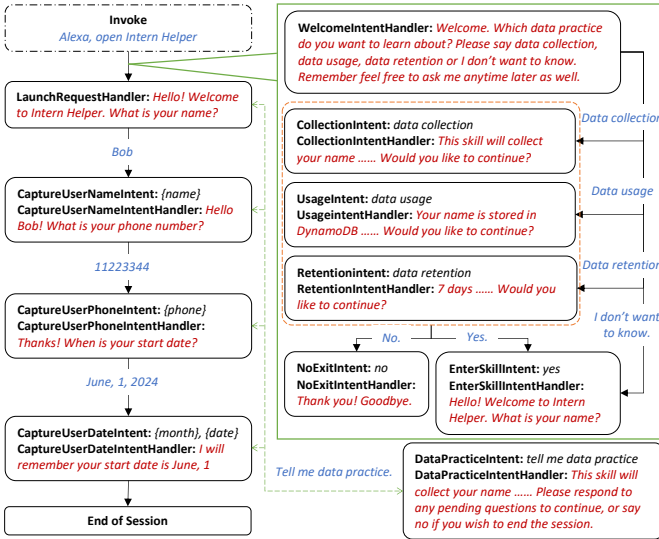 Invoke
Alexa, open Intern Helper
LaunchRequestHandler: Hello! Welcome
to Intern Helper. What is your name?
Bob
CaptureUserNameIntent: {name}
CaptureUserNameIntentHandler: Hello
Bob! What is your phone number?
11223344
CaptureUserPhoneIntent: {phone}
CaptureUserPhoneIntentHandler:
Thanks! When is your start date?
June, 1, 2024
CaptureUserDateIntent: {month}, {date}
CaptureUserDateIntentHandler: I will
remember your start date is June, 1
End of Session
WelcomeIntentHandler: Welcome. Which data practice
do you want to learn about? Please say data collection,
data usage, data retention or I don't want to know.
Remember feel free to ask me anytime later as well.
Data collection
CollectionIntent: data collection
CollectionIntentHandler: This skill will collect
your name …... Would you like to continue?
Data usage
UsageIntent: data usage
UsageintentHandler: Your name is stored in
DynamoDB …... Would you like to continue?
Data retention
Retentionintent: data retention
RetentionIntentHandler: 7 days …... Would you
like to continue?
I don't want
to know.
No.
Yes.
NoExitIntent: no
NoExitIntentHandler:
Thank you! Goodbye.
EnterSkillIntent: yes
EnterSkillIntentHandler:
Hello! Welcome to Intern
Helper. What is your name?
Tell me data practice.
DataPracticeIntent: tell me data practice
DataPracticeIntentHandler: This skill will
collect your name …... Please respond to
any pending questions to continue, or say
no if you wish to end the session.